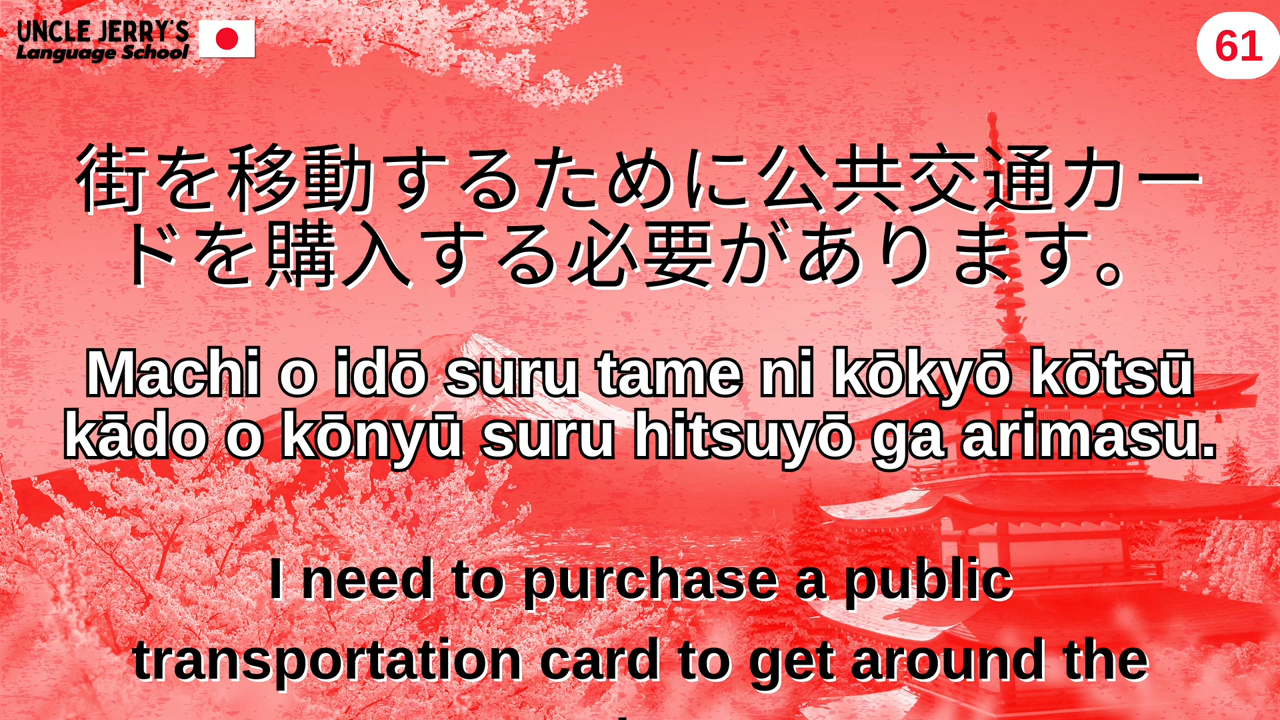 UNCLE JERRY'S
Language School
61
街を移動するために公共交通カー
ドを購入する必要があります。
Machi o idō suru tame ni kōkyō kōtsū
kādo o kōnyū suru hitsuyō ga arimasu.
I need to purchase a public
transportation card to get around the